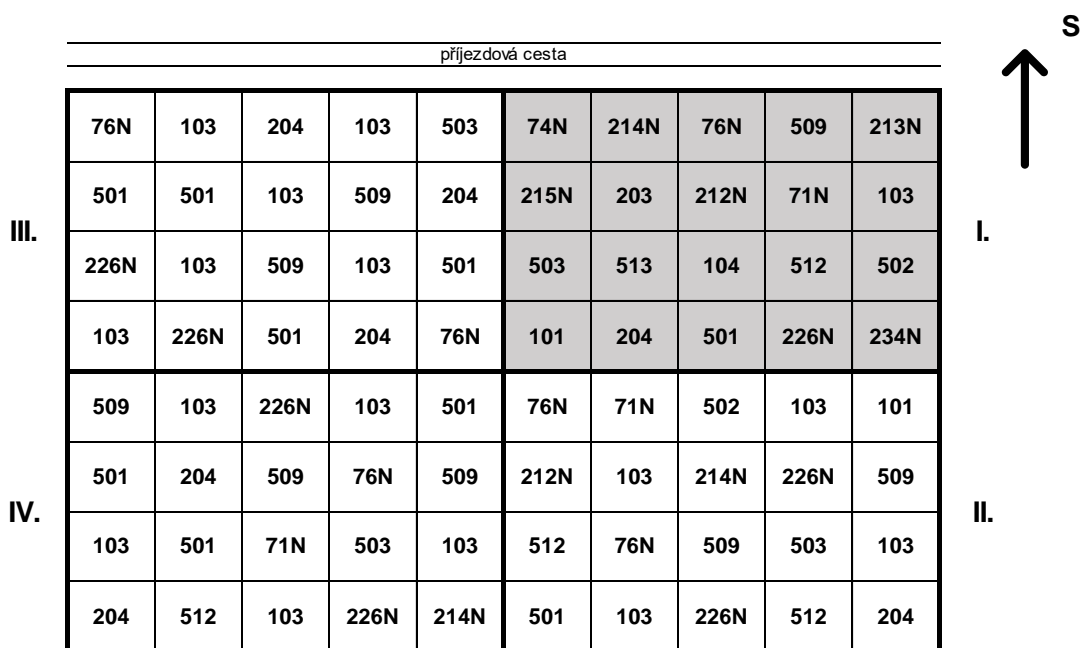 S
příjezdová cesta
76N 103 204 103 503 74N 214N 76N 509 213N
501 501 103 509 204 215N 203 212N 71N 103
III. I.
226N 103 509 103 501 503 513 104 512 502
103 226N 501 204 76N 101 204 501 226N 234N
509 103 226N 103 501 76N 71N 502 103 101
501 204 509 76N 509 212N 103 214N 226N 509
IV. II.
103 501 71N 503 103 512 76N 509 503 103
204 512 103 226N 214N 501 103 226N 512 204